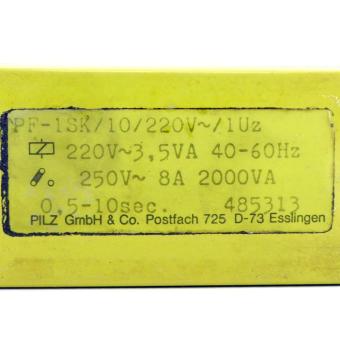 PF-1SK/10/220V~/1Uz
220V~3,5VA 40-60Hz
250V~ 8A 2000VA
0,5-10sec. 485313
PILZ GmbH & Co. Postfach 725 D-73 Esslingen